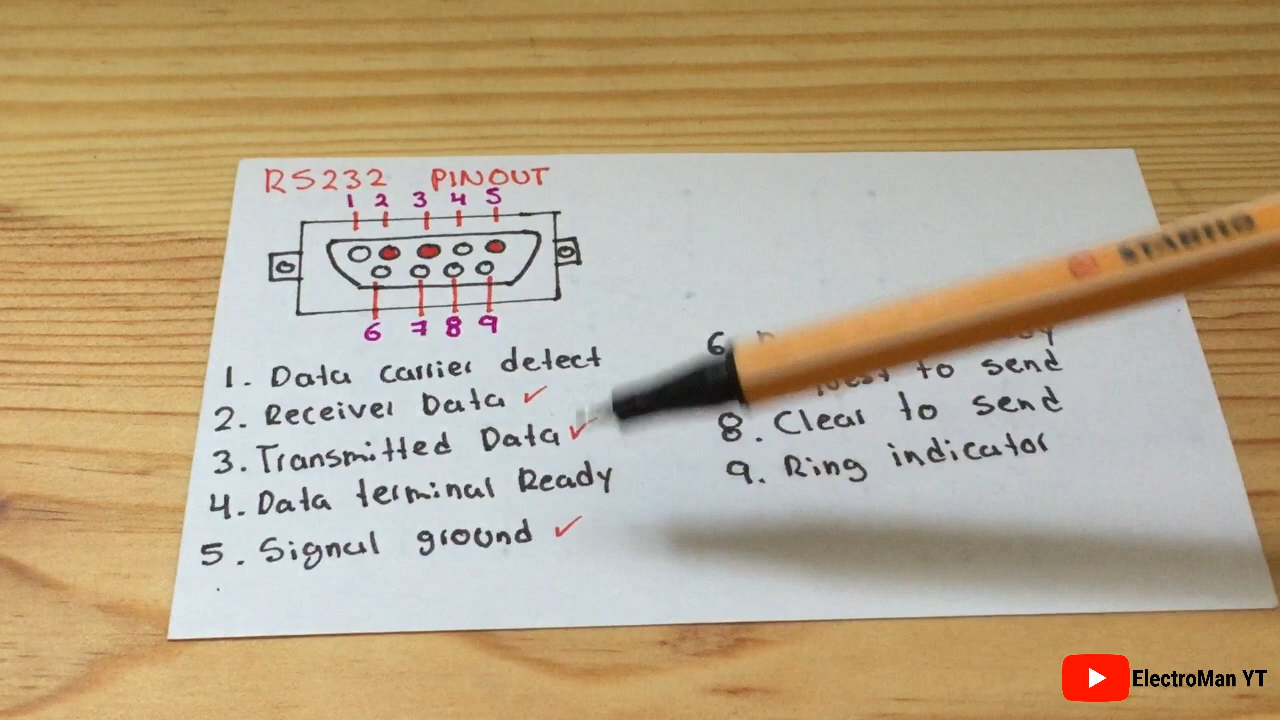 RS232 PINOUT
1 2 3 4 5
6 7 8 9
1. Data carrier detect
2. Receiver Data ✓
3. Transmitted Data ✓
4. Data terminal Ready
5. Signal ground ✓
6
to send
8. Clear to send
9. Ring indicator
STABILO
ElectroMan YT